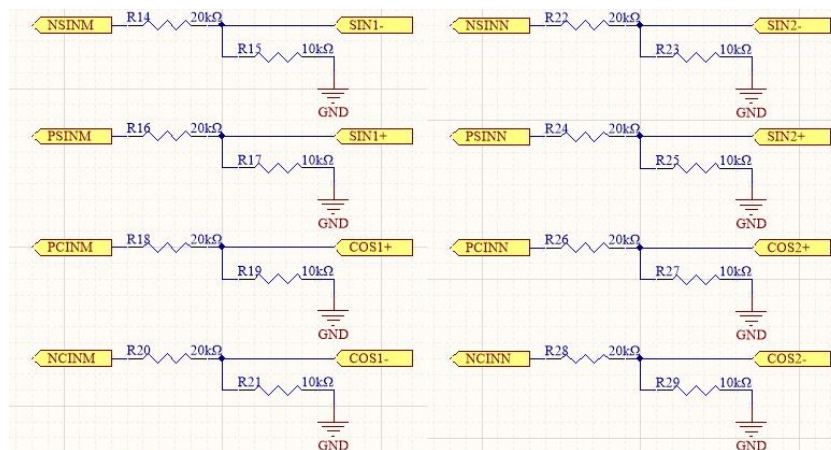 NSINM R14 20kΩ SIN1-
R15 10kΩ
GND
PSINM R16 20kΩ SIN1+
R17 10kΩ
GND
PCINM R18 20kΩ COS1+
R19 10kΩ
GND
NCINM R20 20kΩ COS1-
R21 10kΩ
GND
NSINN R22 20kΩ SIN2-
R23 10kΩ
GND
PSINN R24 20kΩ SIN2+
R25 10kΩ
GND
PCINN R26 20kΩ COS2+
R27 10kΩ
GND
NCINN R28 20kΩ COS2-
R29 10kΩ
GND